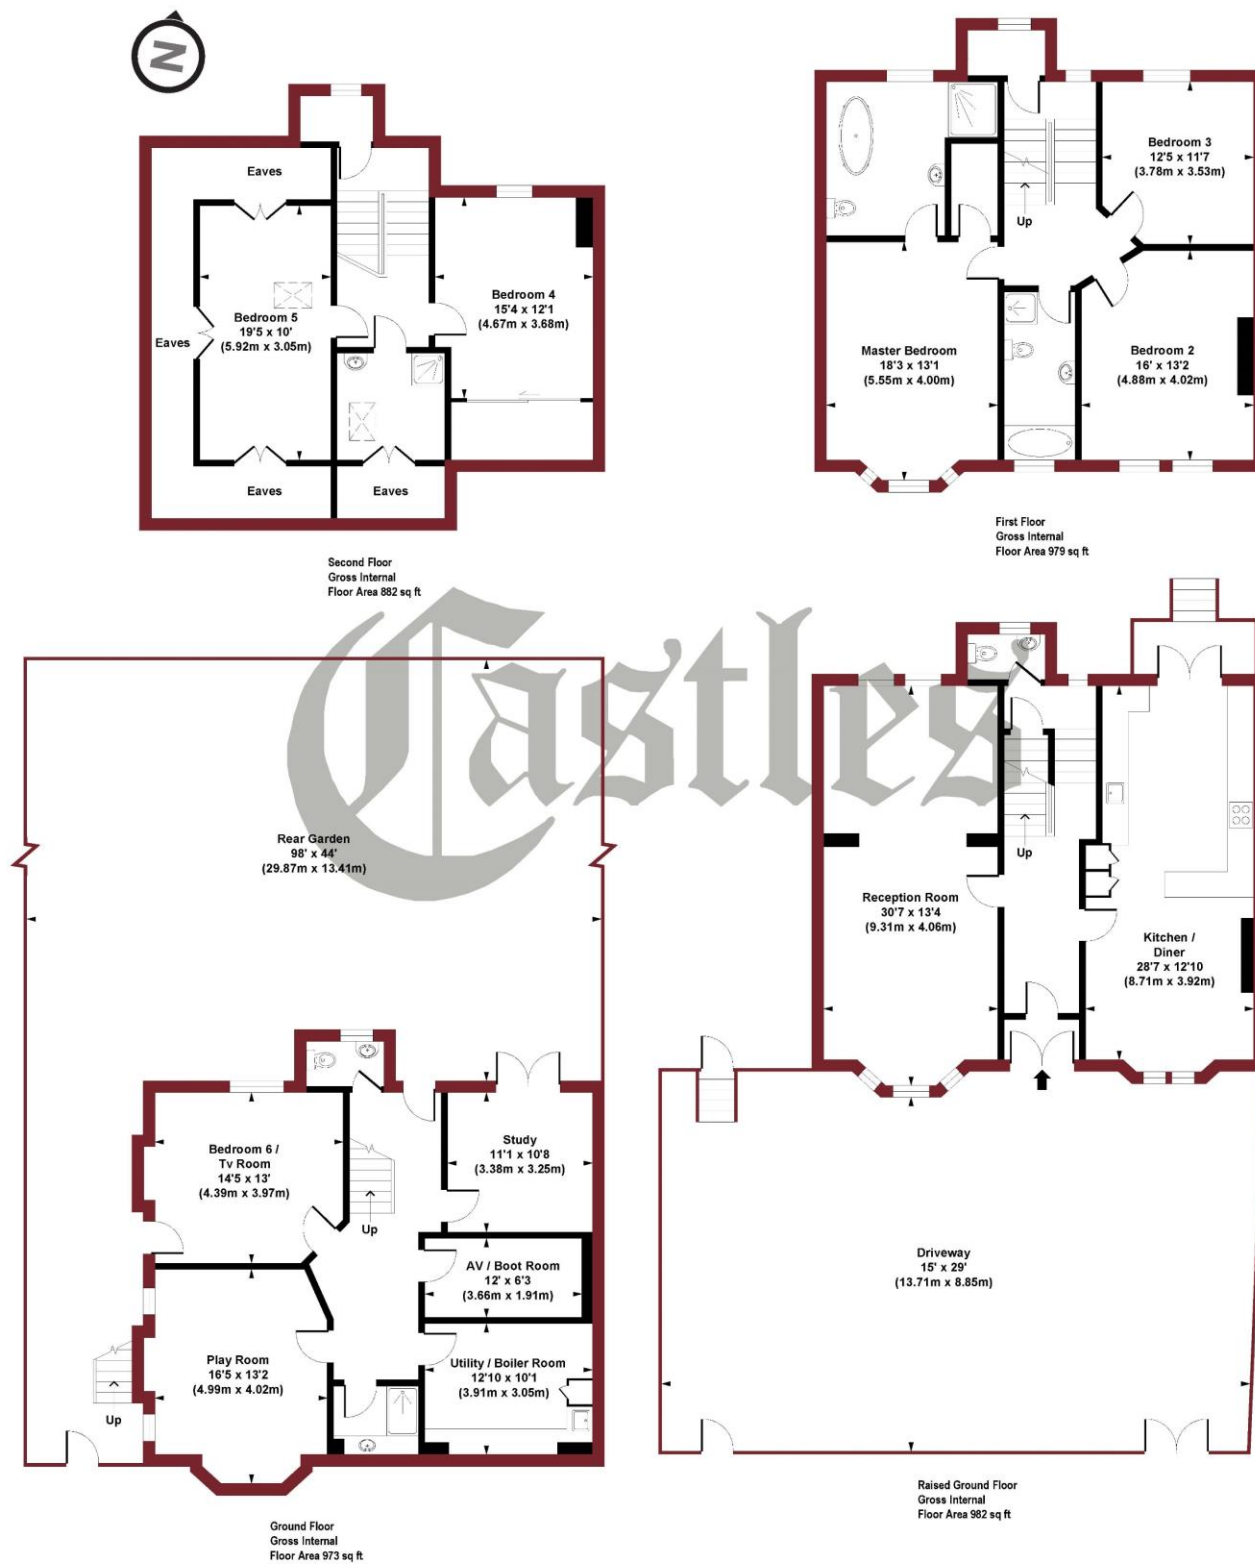 N
Eaves
Bedroom 5
19'5 x 10'
(5.92m x 3.05m)
Eaves
Bedroom 4
15'4 x 12'1
(4.67m x 3.68m)
Eaves
Eaves
Second Floor
Gross Internal
Floor Area 882 sq ft
Bedroom 3
12'5 x 11'7
(3.78m x 3.53m)
Up
Master Bedroom
18'3 x 13'1
(5.55m x 4.00m)
Bedroom 2
16' x 13'2
(4.88m x 4.02m)
First Floor
Gross Internal
Floor Area 979 sq ft
Castles
Rear Garden
98' x 44'
(29.87m x 13.41m)
Bedroom 6 /
Tv Room
14'5 x 13'
(4.39m x 3.97m)
Study
11'1 x 10'8
(3.38m x 3.25m)
Up
AV / Boot Room
12' x 6'3
(3.66m x 1.91m)
Play Room
16'5 x 13'2
(4.99m x 4.02m)
Utility / Boiler Room
12'10 x 10'1
(3.91m x 3.05m)
Up
Ground Floor
Gross Internal
Floor Area 973 sq ft
Up
Reception Room
30'7 x 13'4
(9.31m x 4.06m)
Kitchen /
Diner
28'7 x 12'10
(8.71m x 3.92m)
Driveway
15' x 29'
(13.71m x 8.85m)
Raised Ground Floor
Gross Internal
Floor Area 982 sq ft